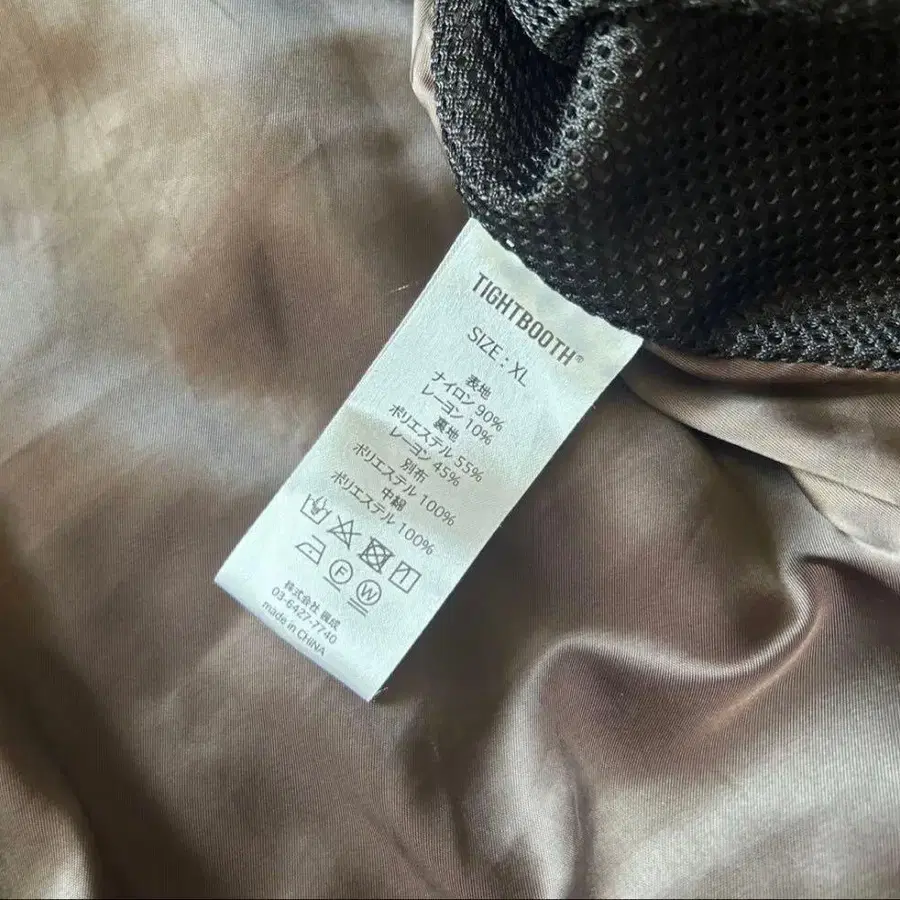 TIGHTBOOTH®
SIZE : XL
表地
ナイロン 90%
レーヨン 10%
裏地
ポリエステル 55%
レーヨン 45%
別布
ポリエステル 100%
中綿
ポリエステル 100%
F W
株式会社 颯成
03-6427-7740
made in CHINA